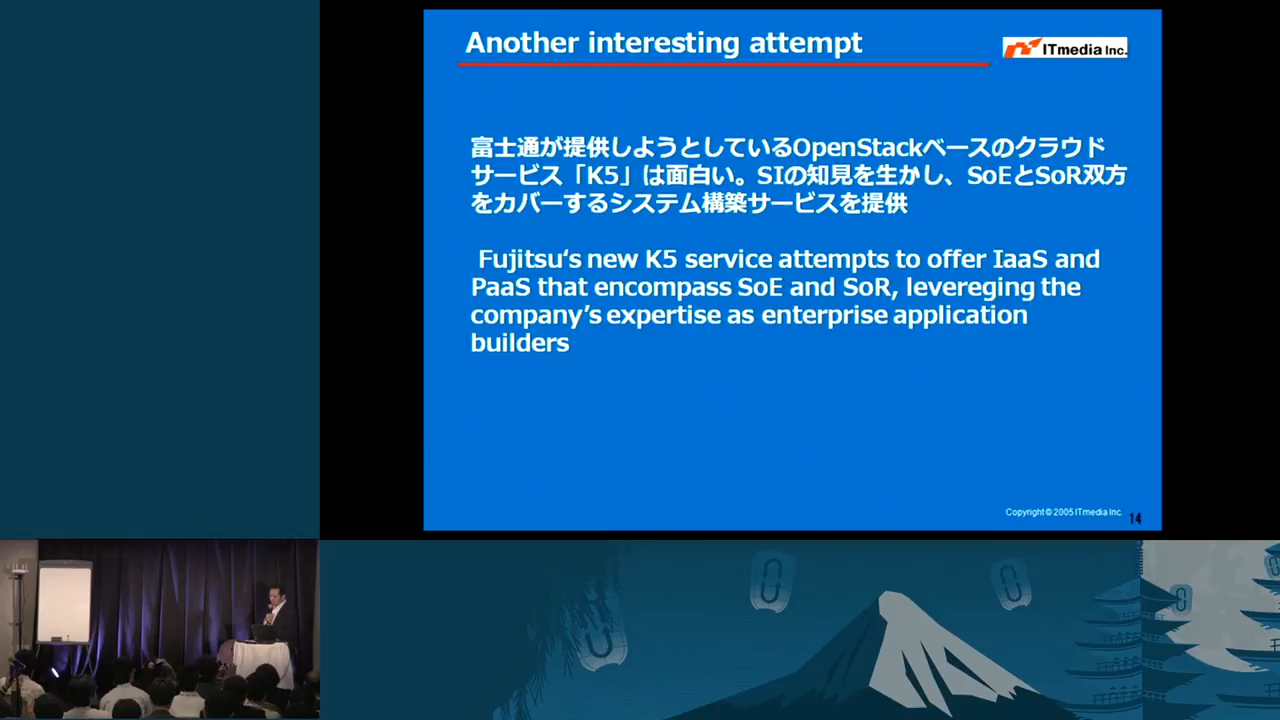 Another interesting attempt
ITmedia Inc.
富士通が提供しようとしているOpenStackベースのクラウド
サービス「K5」は面白い。SIの知見を生かし、SoEとSoR双方
をカバーするシステム構築サービスを提供
Fujitsu‘s new K5 service attempts to offer IaaS and
PaaS that encompass SoE and SoR, levereging the
company’s expertise as enterprise application
builders
Copyright © 2005 ITmedia Inc.
14